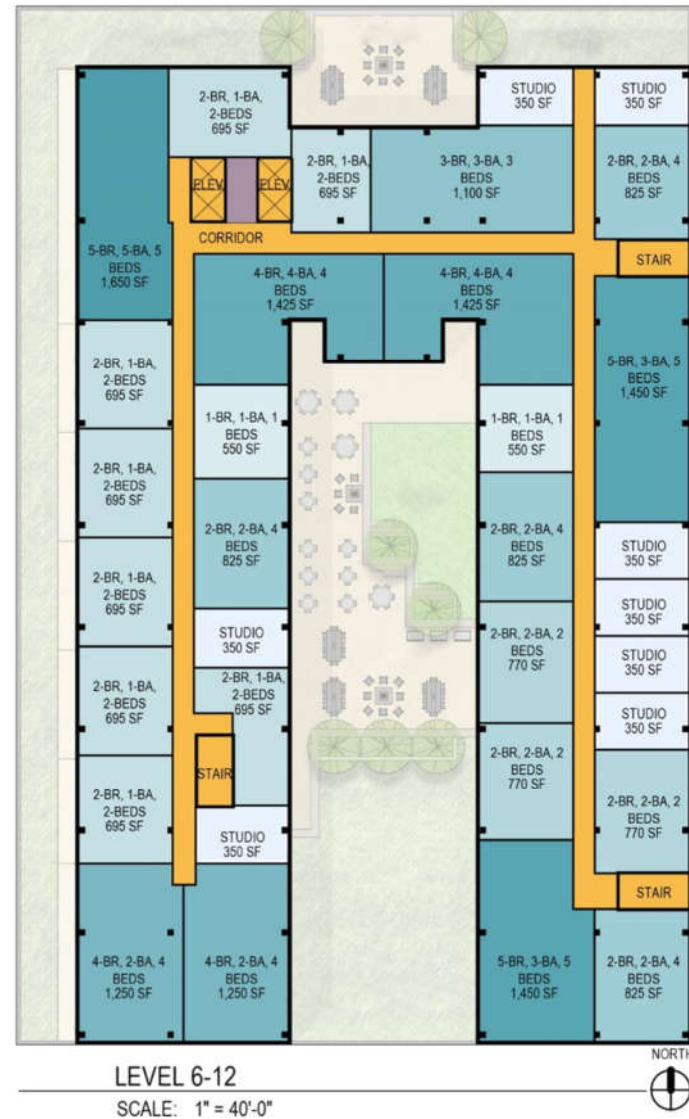 2-BR, 1-BA,
2-BEDS
695 SF
STUDIO
350 SF
STUDIO
350 SF
2-BR, 1-BA,
2-BEDS
695 SF
3-BR, 3-BA, 3
BEDS
1,100 SF
2-BR, 2-BA, 4
BEDS
825 SF
ELEV
ELEV
CORRIDOR
STAIR
5-BR, 5-BA, 5
BEDS
1,650 SF
4-BR, 4-BA, 4
BEDS
1,425 SF
4-BR, 4-BA, 4
BEDS
1,425 SF
5-BR, 3-BA, 5
BEDS
1,450 SF
2-BR, 1-BA,
2-BEDS
695 SF
1-BR, 1-BA, 1
BEDS
550 SF
1-BR, 1-BA, 1
BEDS
550 SF
2-BR, 1-BA,
2-BEDS
695 SF
2-BR, 2-BA, 4
BEDS
825 SF
2-BR, 2-BA, 4
BEDS
825 SF
STUDIO
350 SF
2-BR, 1-BA,
2-BEDS
695 SF
STUDIO
350 SF
STUDIO
350 SF
2-BR, 2-BA, 2
BEDS
770 SF
STUDIO
350 SF
2-BR, 1-BA,
2-BEDS
695 SF
2-BR, 1-BA,
2-BEDS
695 SF
STUDIO
350 SF
2-BR, 2-BA, 2
BEDS
770 SF
STAIR
2-BR, 1-BA,
2-BEDS
695 SF
2-BR, 2-BA, 2
BEDS
770 SF
STUDIO
350 SF
STAIR
4-BR, 2-BA, 4
BEDS
1,250 SF
4-BR, 2-BA, 4
BEDS
1,250 SF
5-BR, 3-BA, 5
BEDS
1,450 SF
2-BR, 2-BA, 4
BEDS
825 SF
NORTH
LEVEL 6-12
SCALE: 1" = 40'-0"